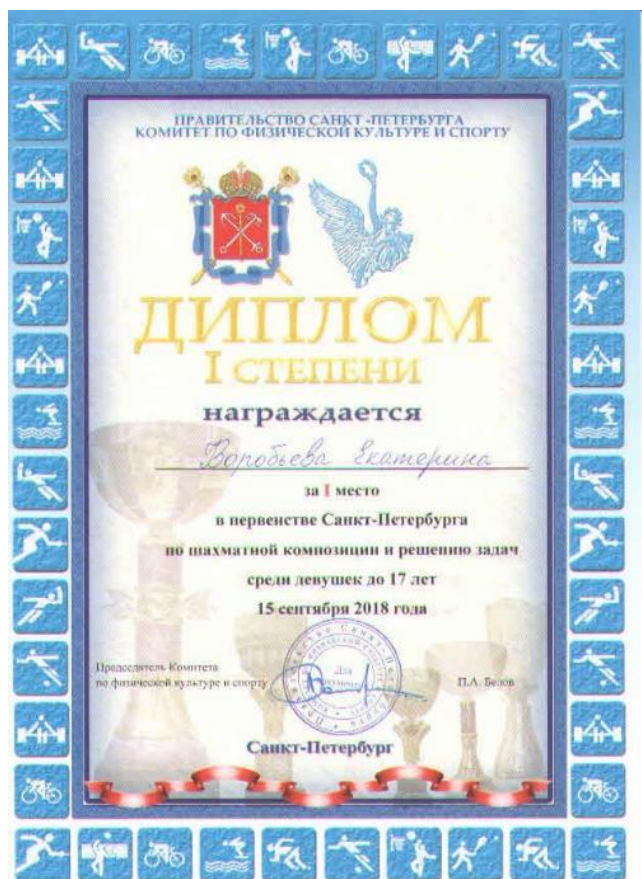 ПРАВИТЕЛЬСТВО САНКТ -ПЕТЕРБУРГА
КОМИТЕТ ПО ФИЗИЧЕСКОЙ КУЛЬТУРЕ И СПОРТУ
ДИПЛОМ
I СТЕПЕНИ
награждается
Воробьева Екатерина
за I место
в первенстве Санкт-Петербурга
по шахматной композиции и решению задач
среди девушек до 17 лет
15 сентября 2018 года
Председатель Комитета
по физической культуре и спорту
П.А. Белов
Для
Санкт-Петербург